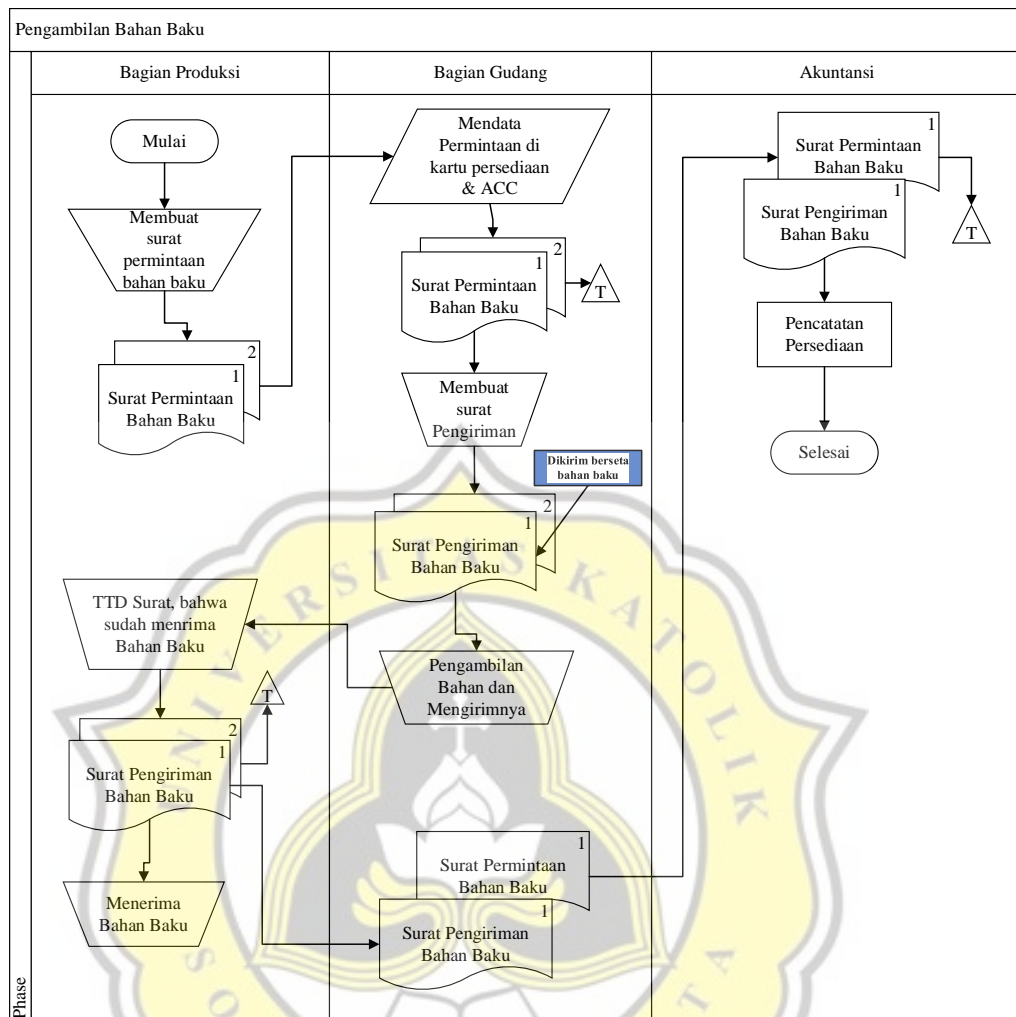 Pengambilan Bahan Baku
Phase
Bagian Produksi
Bagian Gudang
Akuntansi
Mulai
Membuat
surat
permintaan
bahan baku
2
1
Surat Permintaan
Bahan Baku
Mendata
Permintaan di
kartu persediaan
& ACC
2
1
Surat Permintaan
Bahan Baku
T
Membuat
surat
Pengiriman
Dikirim berseta
bahan baku
2
1
Surat Pengiriman
Bahan Baku
Pengambilan
Bahan dan
Mengirimnya
TTD Surat, bahwa
sudah menrima
Bahan Baku
T
2
1
Surat Pengiriman
Bahan Baku
Menerima
Bahan Baku
1
Surat Permintaan
Bahan Baku
1
Surat Pengiriman
Bahan Baku
1
Surat Permintaan
Bahan Baku
1
Surat Pengiriman
Bahan Baku
T
Pencatatan
Persediaan
Selesai
UNIVERSITAS KATOLIK